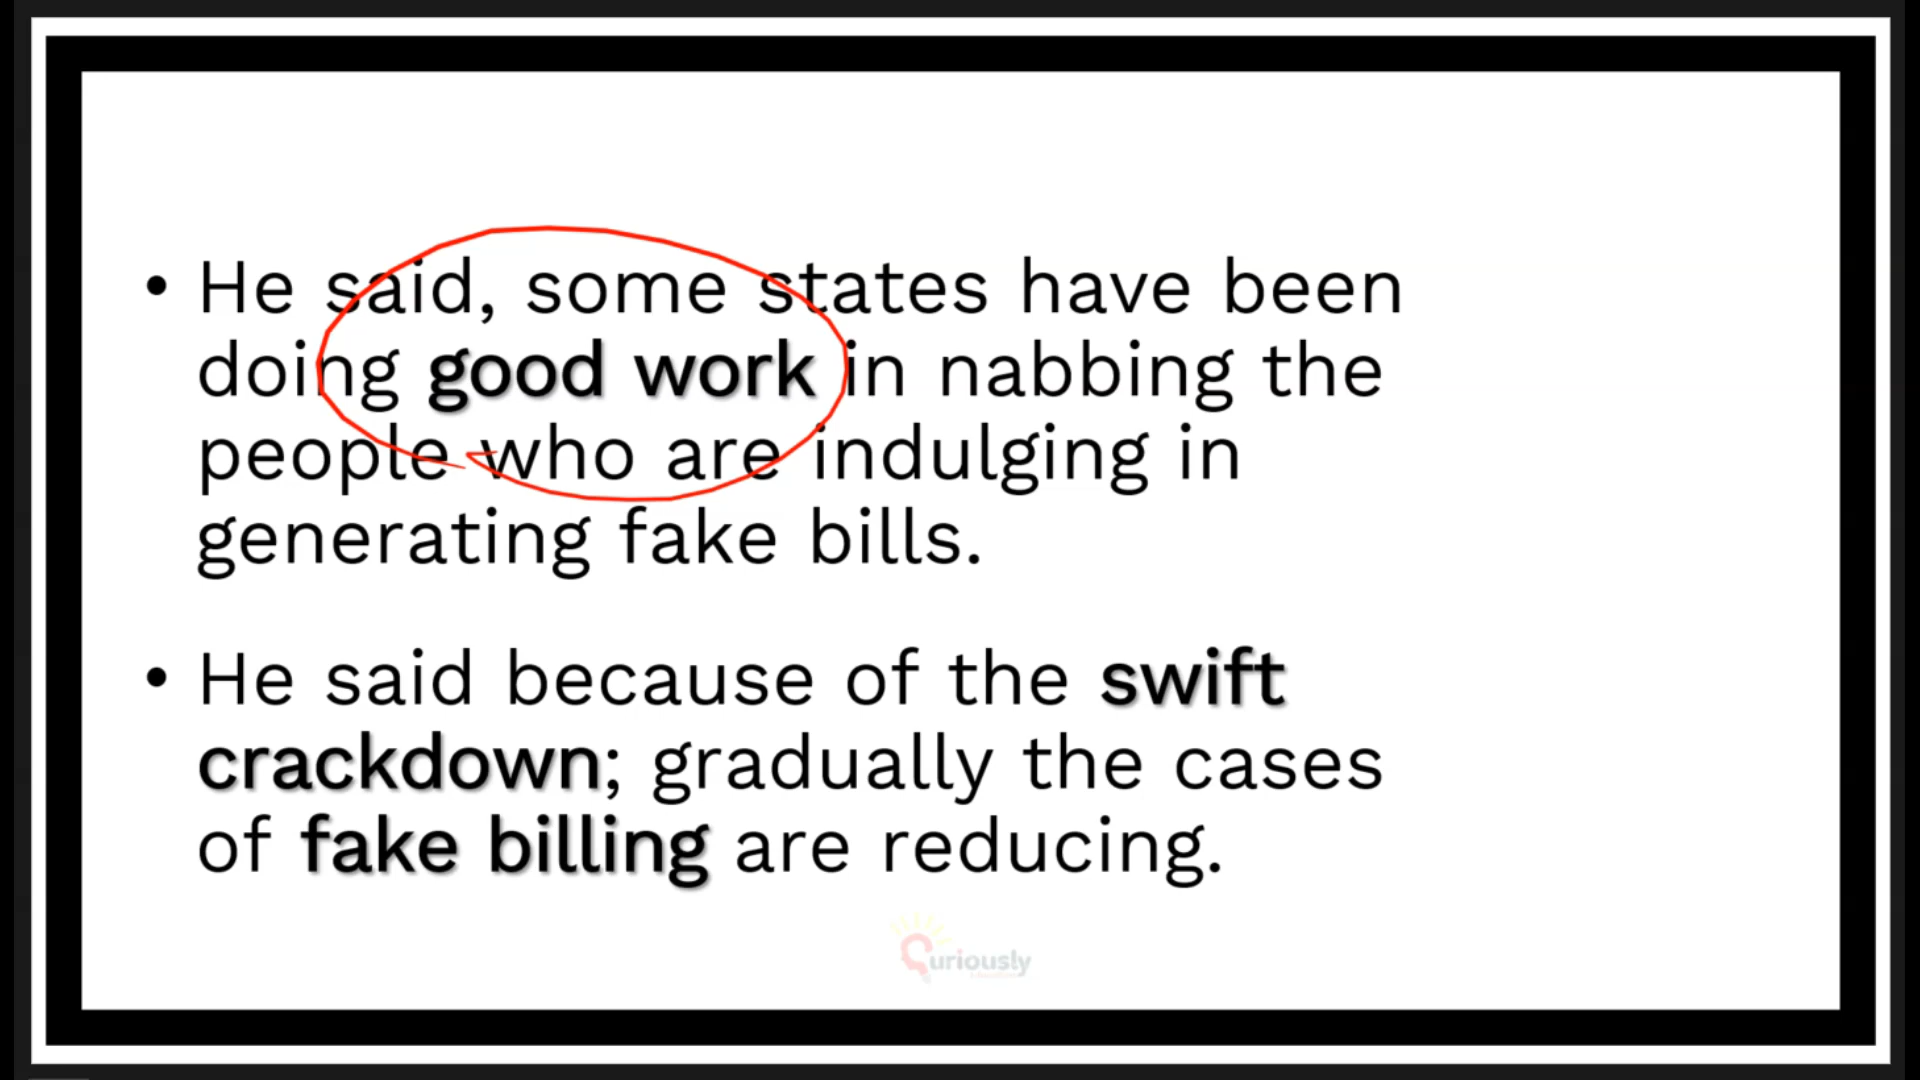 • He said, some states have been
doing good work in nabbing the
people who are indulging in
generating fake bills.
• He said because of the swift
crackdown; gradually the cases
of fake billing are reducing.
Curiously